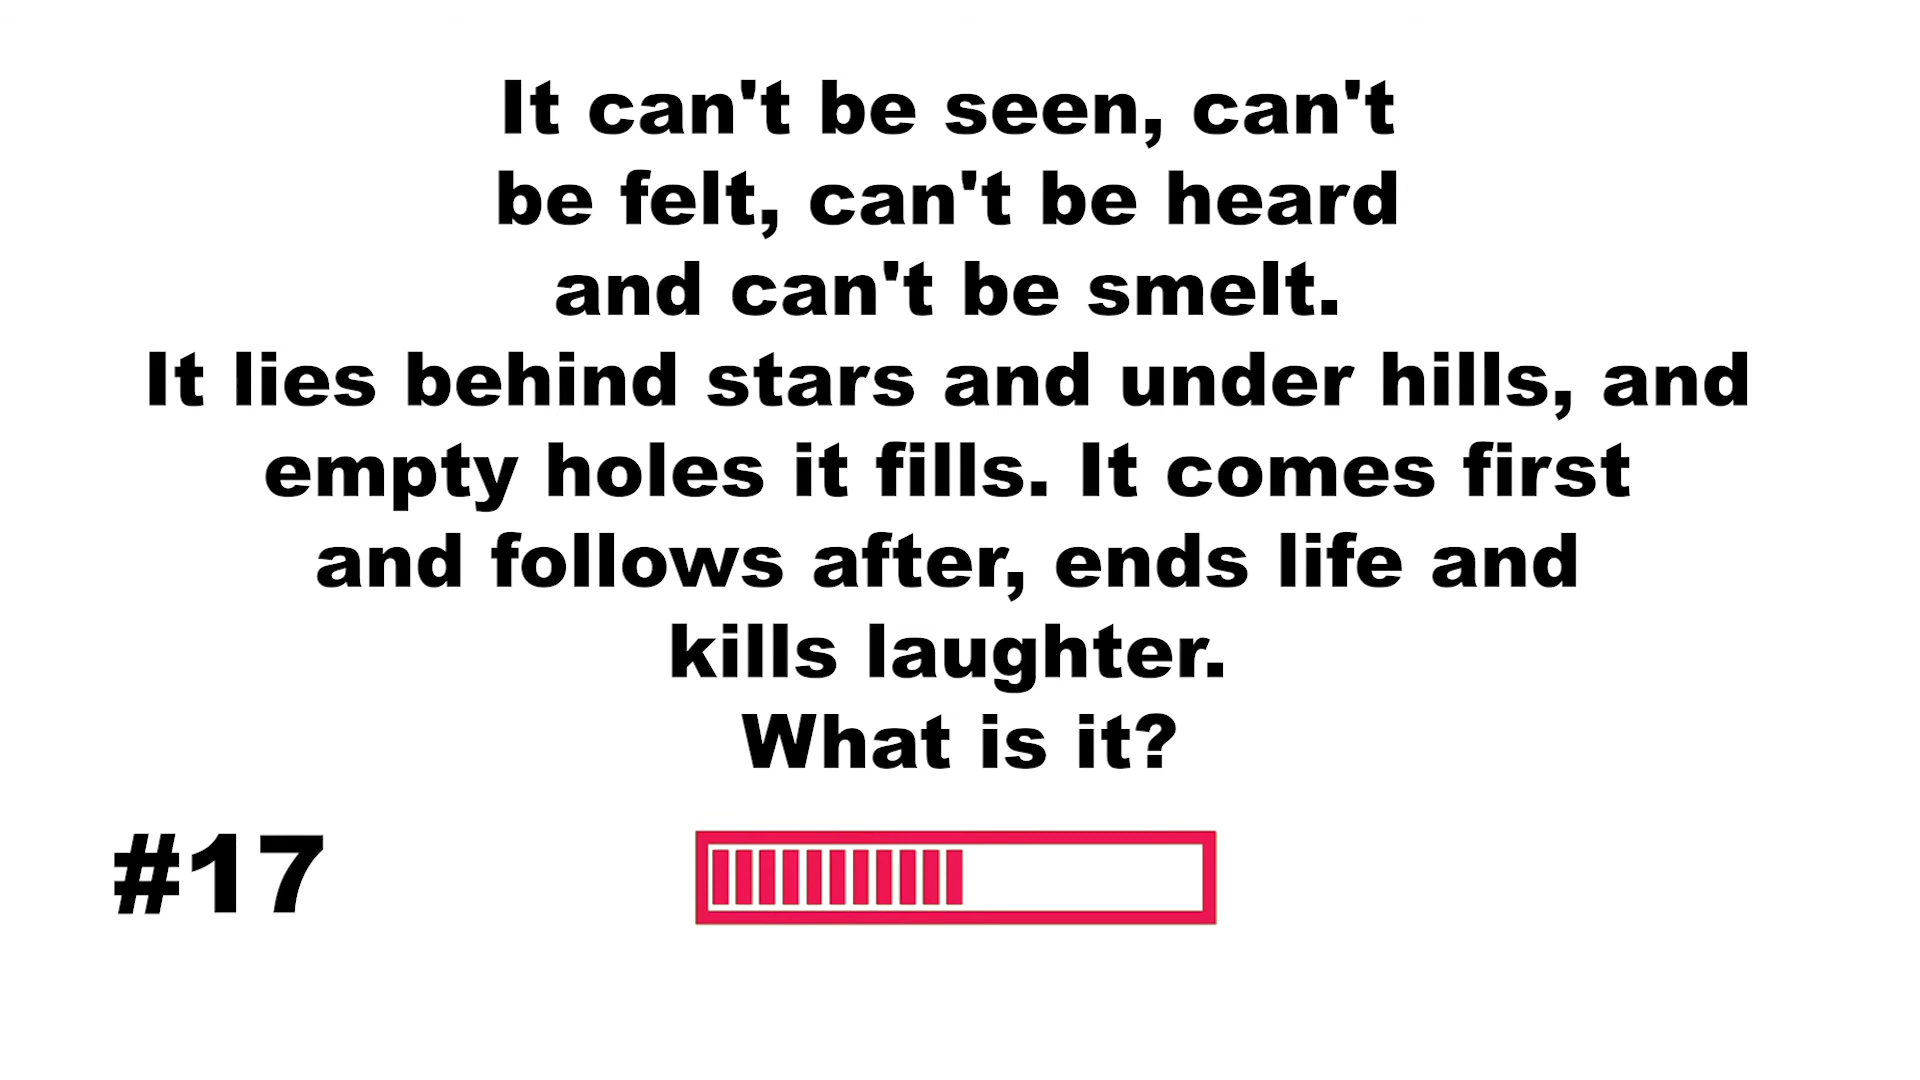 It can't be seen, can't
be felt, can't be heard
and can't be smelt.
It lies behind stars and under hills, and
empty holes it fills. It comes first
and follows after, ends life and
kills laughter.
What is it?
#17